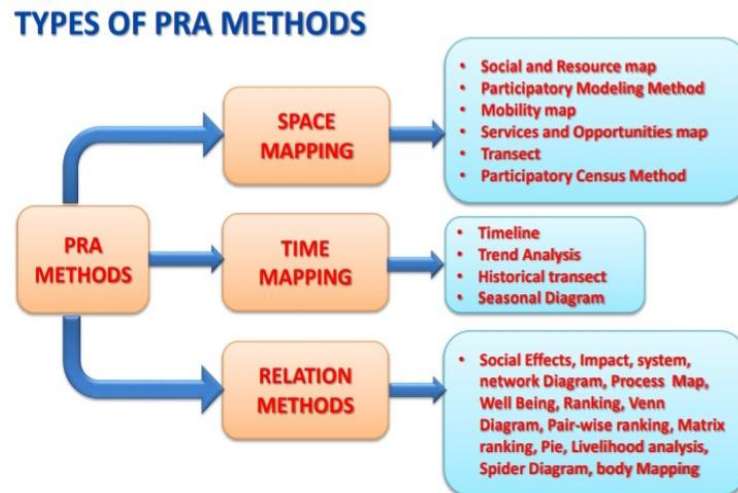 TYPES OF PRA METHODS
PRA
METHODS
SPACE
MAPPING
• Social and Resource map
• Participatory Modeling Method
• Mobility map
• Services and Opportunities map
• Transect
• Participatory Census Method
TIME
MAPPING
• Timeline
• Trend Analysis
• Historical transect
• Seasonal Diagram
RELATION
METHODS
• Social Effects, Impact, system,
network Diagram, Process Map,
Well Being, Ranking, Venn
Diagram, Pair-wise ranking, Matrix
ranking, Pie, Livelihood analysis,
Spider Diagram, body Mapping